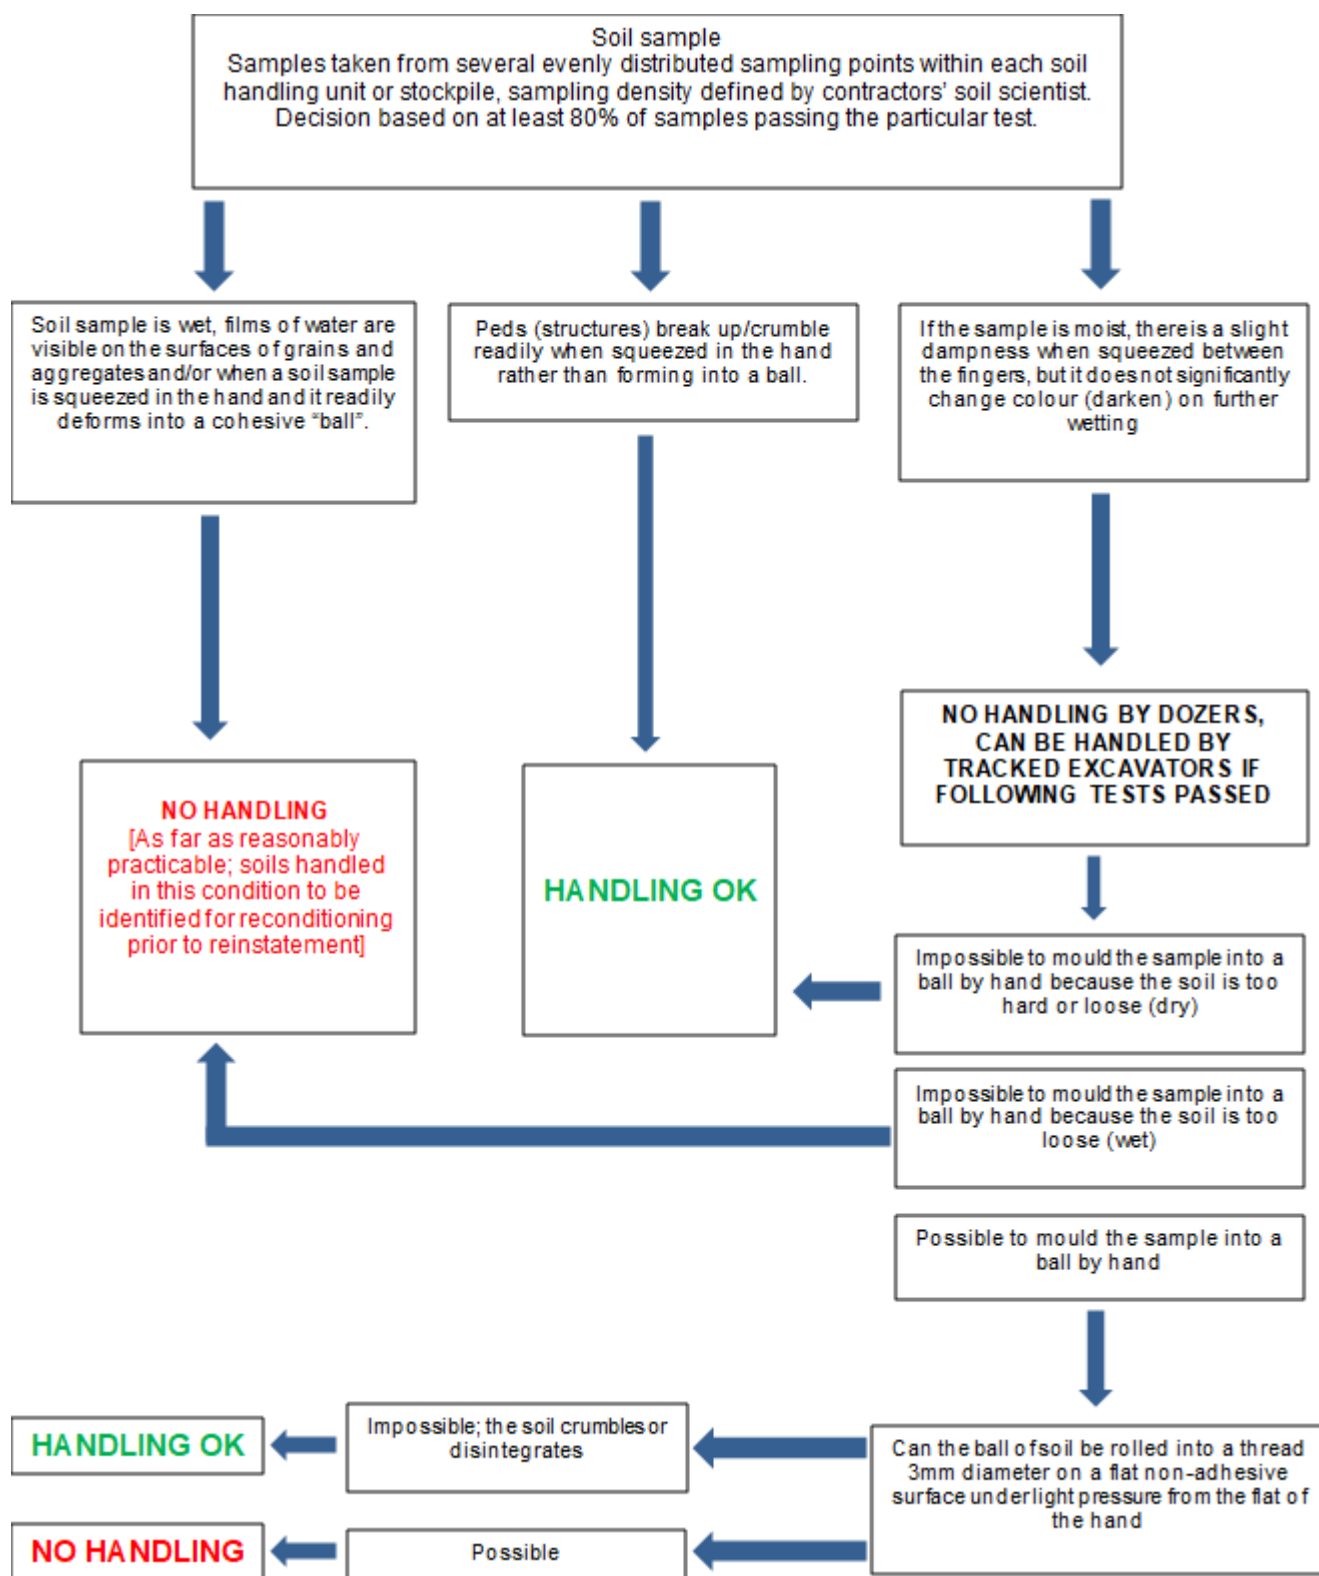 Soil sample
Samples taken from several evenly distributed sampling points within each soil
handling unit or stockpile, sampling density defined by contractors' soil scientist.
Decision based on at least 80% of samples passing the particular test.
Soil sample is wet, films of water are
visible on the surfaces of grains and
aggregates and/or when a soil sample
is squeezed in the hand and it readily
deforms into a cohesive “ball”.
Peds (structures) break up/crumble
readily when squeezed in the hand
rather than forming into a ball.
If the sample is moist, there is a slight
dampness when squeezed between
the fingers, but it does not significantly
change colour (darken) on further
wetting
NO HANDLING BY DOZERS,
CAN BE HANDLED BY
TRACKED EXCAVATORS IF
FOLLOWING TESTS PASSED
NO HANDLING
[As far as reasonably
practicable; soils handled
in this condition to be
identified for reconditioning
prior to reinstatement]
HANDLING OK
Impossible to mould the sample into a
ball by hand because the soil is too
hard or loose (dry)
Impossible to mould the sample into a
ball by hand because the soil is too
loose (wet)
Possible to mould the sample into a
ball by hand
Can the ball of soil be rolled into a thread
3mm diameter on a flat non-adhesive
surface under light pressure from the flat of
the hand
Impossible; the soil crumbles or
disintegrates
HANDLING OK
Possible
NO HANDLING